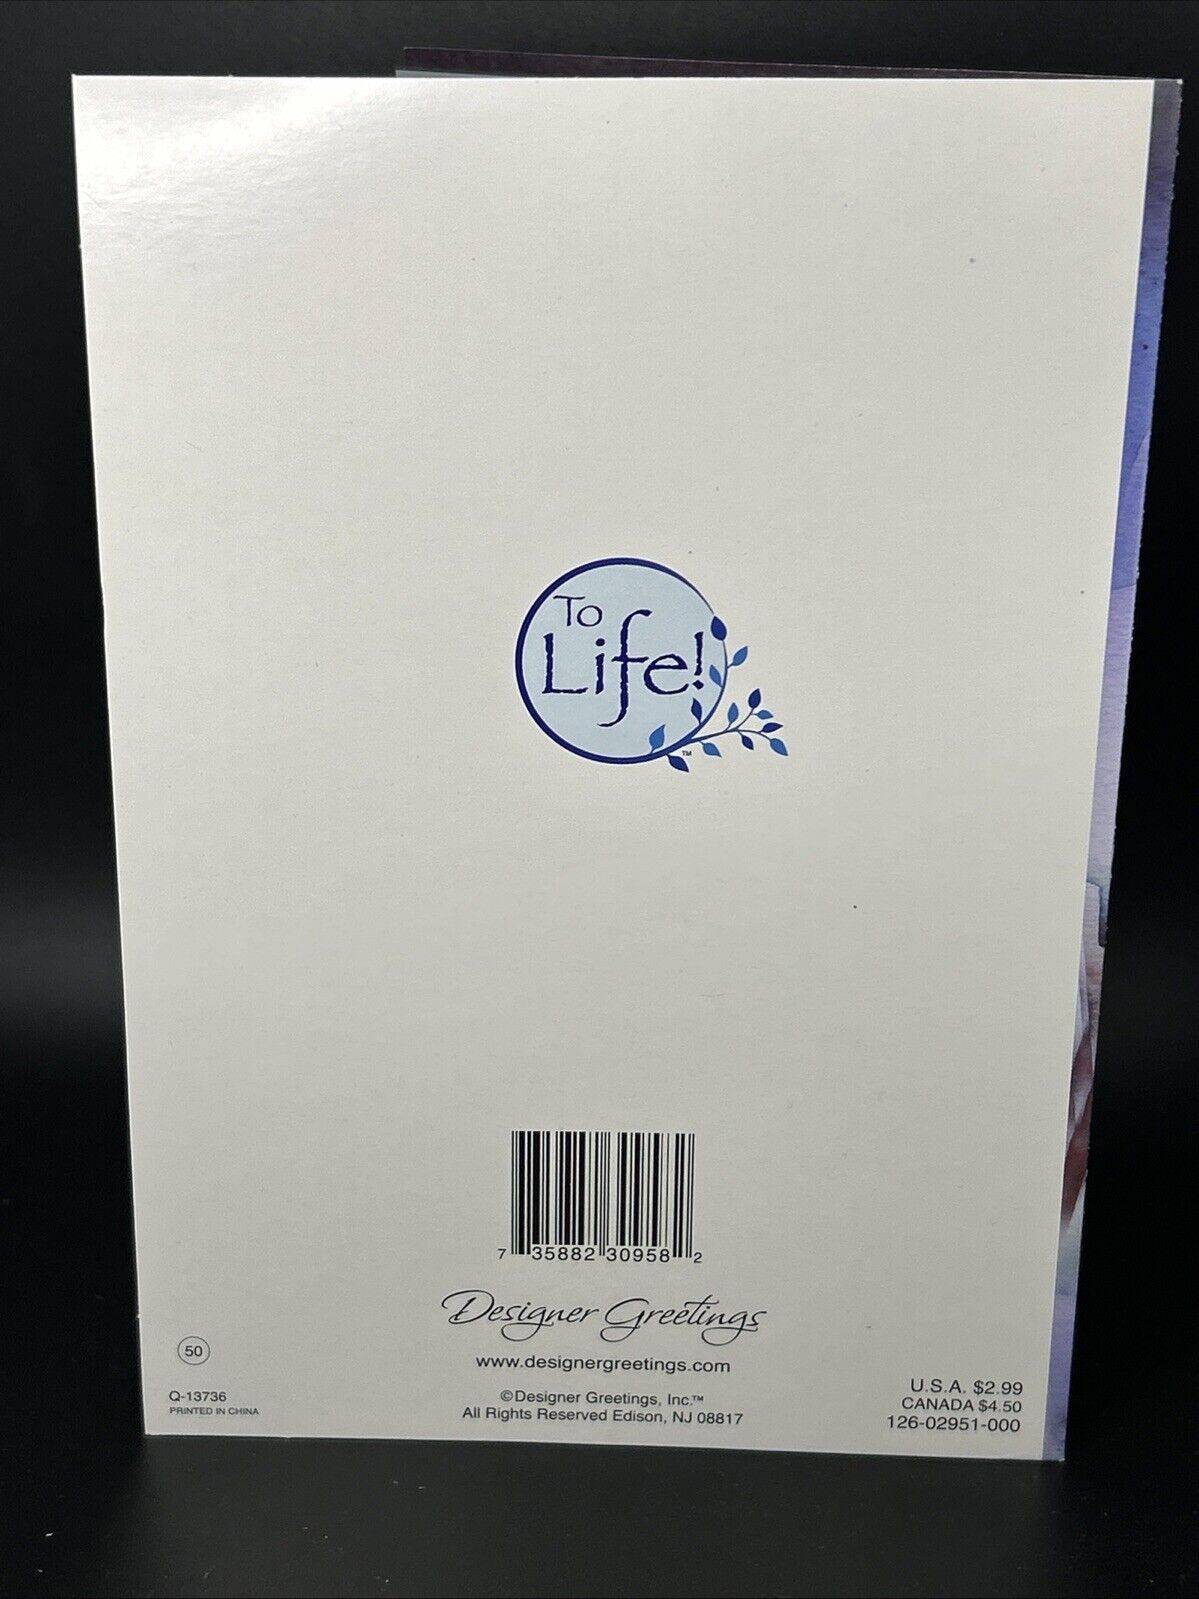 To
Life!
TM
7 35882 30958 2
Designer Greetings
www.designergreetings.com
©Designer Greetings, Inc.™
All Rights Reserved Edison, NJ 08817
50
Q-13736
PRINTED IN CHINA
U.S.A. $2.99
CANADA $4.50
126-02951-000